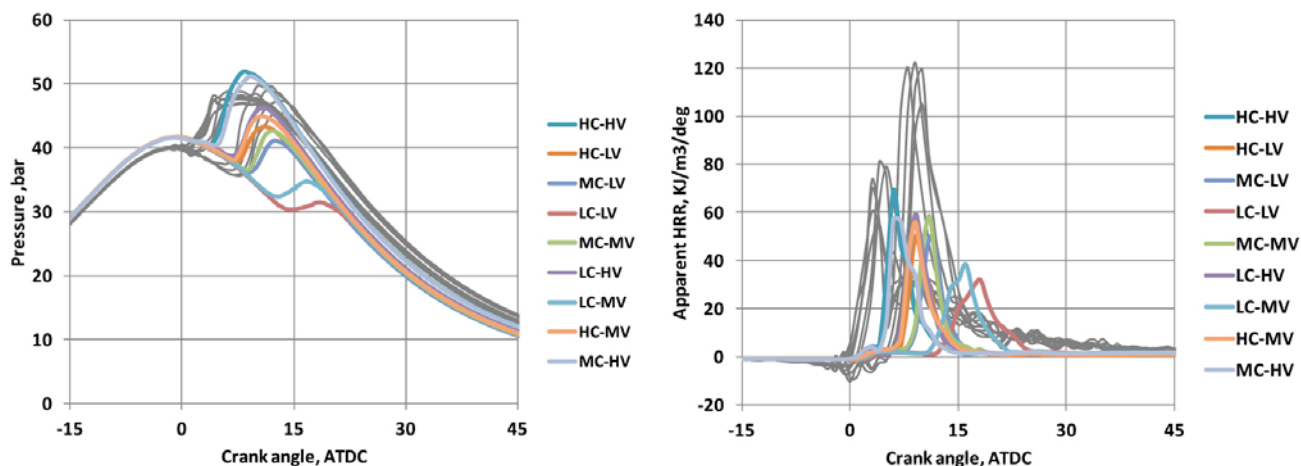 60
50
40
30
20
10
0
-15
0
15
30
45
Pressure ,bar
Crank angle, ATDC
HC-HV
HC-LV
MC-LV
LC-LV
MC-MV
LC-HV
LC-MV
HC-MV
MC-HV
140
120
100
80
60
40
20
0
-20
-15
0
15
30
45
Apparent HRR, KJ/m3/deg
Crank angle, ATDC
HC-HV
HC-LV
MC-LV
LC-LV
MC-MV
LC-HV
LC-MV
HC-MV
MC-HV